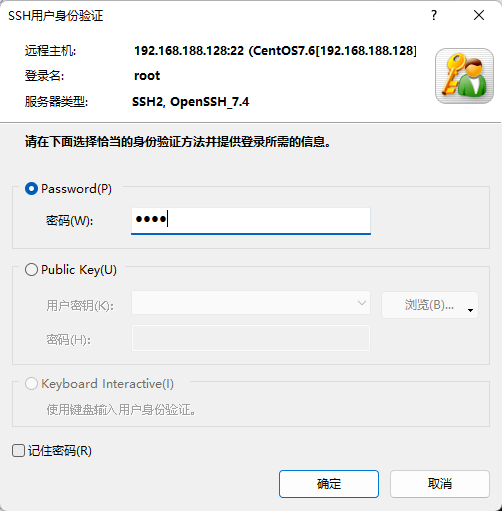 SSH用户身份验证
?
远程主机: 192.168.188.128:22 (CentOS7.6[192.168.188.128]
登录名: root
服务器类型: SSH2, OpenSSH_7.4
请在下面选择恰当的身份验证方法并提供登录所需的信息。
Password(P)
密码(W): ●●●●
Public Key(U)
用户密钥(K): 浏览(B)...
密码(H):
Keyboard Interactive(I)
使用键盘输入用户身份验证。
记住密码(R)
确定 取消